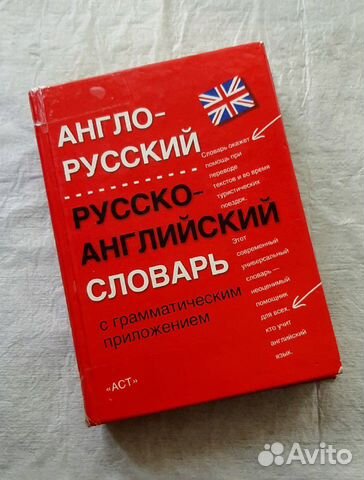 АНГЛО-
РУССКИЙ
РУССКО-
АНГЛИЙСКИЙ
СЛОВАРЬ
с грамматическим
приложением
Словарь окажет
помощь при
переводе
текстов и во время
туристических
поездок.
Этот
современный
универсальный
словарь —
неоценимый
помощник
для всех,
кто учит
английский
язык.
«АСТ»
Avito